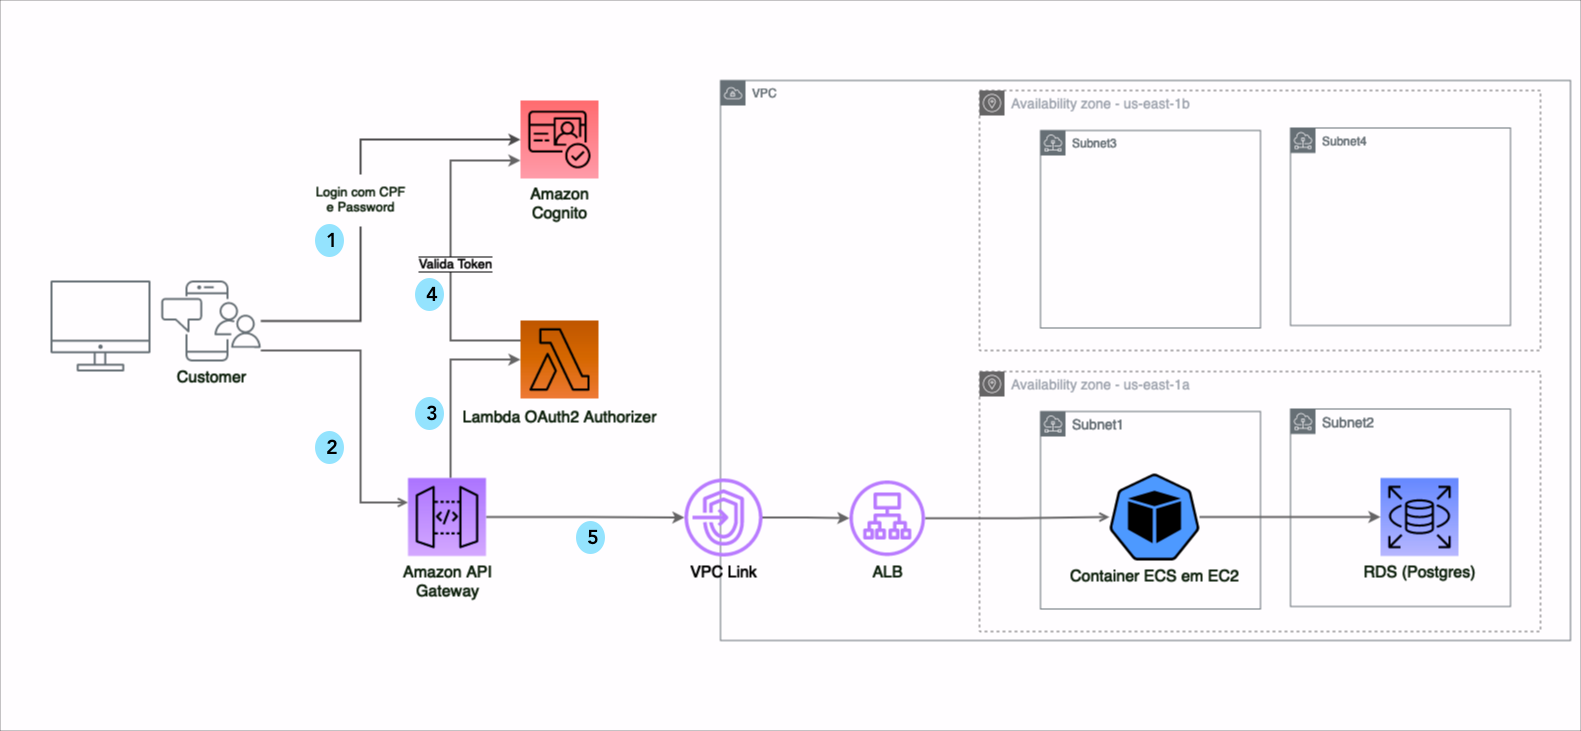 VPC
Availability zone - us-east-1b
Subnet3
Subnet4
Login com CPF
e Password
1
Amazon
Cognito
Valida Token
4
Customer
Lambda OAuth2 Authorizer
3
2
Availability zone - us-east-1a
Subnet1
Subnet2
</>
5
Amazon API
Gateway
VPC Link
ALB
Container ECS em EC2
RDS (Postgres)